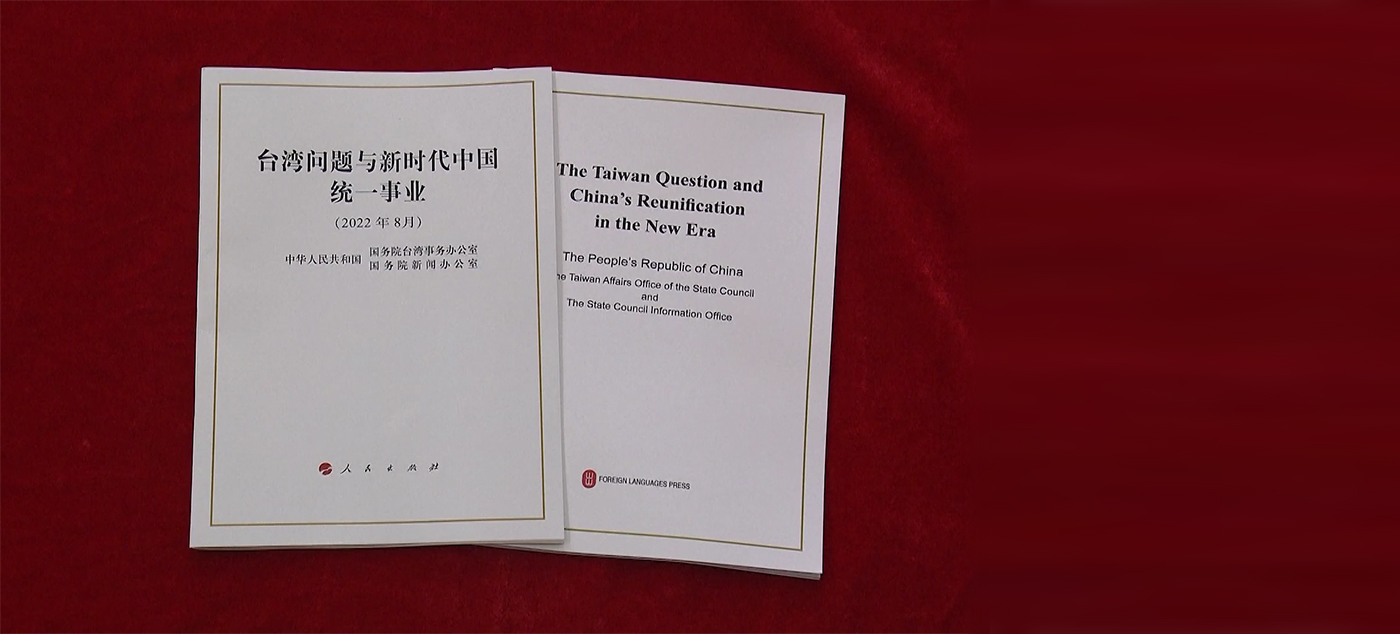 台湾问题与新时代中国
统一事业
（2022 年 8月）
中华人民共和国
国务院台湾事务办公室
国务院新闻办公室
人民出版社
The Taiwan Question and
China's Reunification
in the New Era
The People's Republic of China
Taiwan Affairs Office of the State Council
and
The State Council Information Office
FOREIGN LANGUAGES PRESS